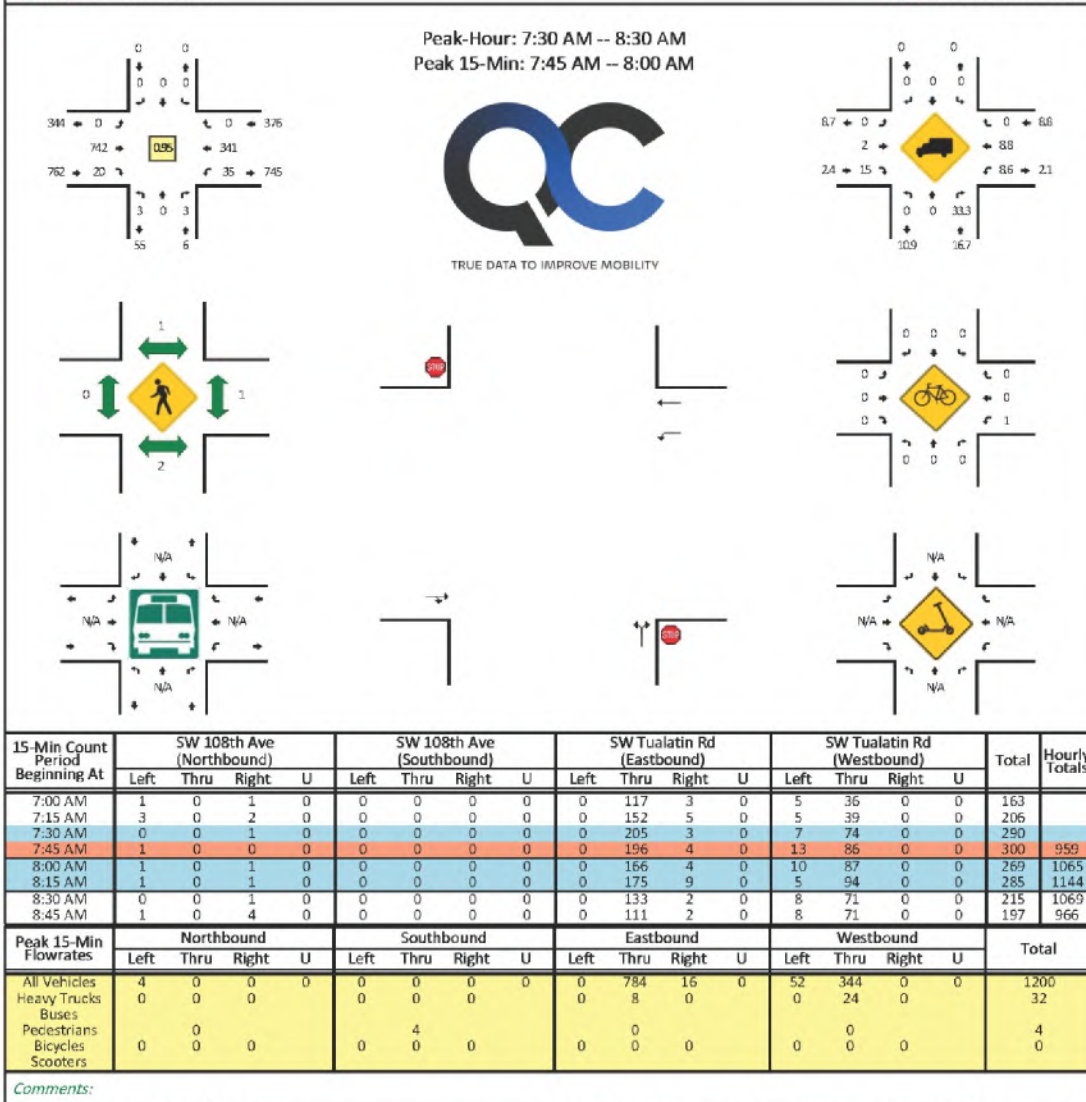 Peak-Hour: 7:30 AM -- 8:30 AM
Peak 15-Min: 7:45 AM -- 8:00 AM
QC
TRUE DATA TO IMPROVE MOBILITY
0 0
0 0 0
344 0 0 376
742 0.95 341
762 20 35 745
3 0 3
55 6
0 0
0 0 0
8.7 0 0 8.8
2 8.8
2.4 15 8.6 2.1
0 0 33.3
10.9 16.7
1
0 1
2
STOP
0 0 0
0 0
0 0
0 1
0 0 0
N/A
N/A N/A
N/A
STOP
N/A
N/A N/A
N/A
15-Min Count Period Beginning At SW 108th Ave (Northbound) SW 108th Ave (Southbound) SW Tualatin Rd (Eastbound) SW Tualatin Rd (Westbound) Total Hourly Totals
Left Thru Right U Left Thru Right U Left Thru Right U Left Thru Right U
7:00 AM 1 0 1 0 0 0 0 0 0 117 3 0 5 36 0 0 163
7:15 AM 3 0 2 0 0 0 0 0 0 152 5 0 5 39 0 0 206
7:30 AM 0 0 1 0 0 0 0 0 0 205 3 0 7 74 0 0 290
7:45 AM 1 0 0 0 0 0 0 0 0 196 4 0 13 86 0 0 300 959
8:00 AM 1 0 1 0 0 0 0 0 0 166 4 0 10 87 0 0 269 1065
8:15 AM 1 0 1 0 0 0 0 0 0 175 9 0 5 94 0 0 285 1144
8:30 AM 0 0 1 0 0 0 0 0 0 133 2 0 8 71 0 0 215 1069
8:45 AM 1 0 4 0 0 0 0 0 0 111 2 0 8 71 0 0 197 966
Peak 15-Min Flowrates Northbound Southbound Eastbound Westbound Total
Left Thru Right U Left Thru Right U Left Thru Right U Left Thru Right U
All Vehicles 4 0 0 0 0 0 0 0 0 784 16 0 52 344 0 0 1200
Heavy Trucks 0 0 0 0 0 0 0 8 0 0 24 0 32
Buses
Pedestrians 0 4 0 0 4
Bicycles 0 0 0 0 0 0 0 0 0 0 0 0 0
Scooters
Comments: